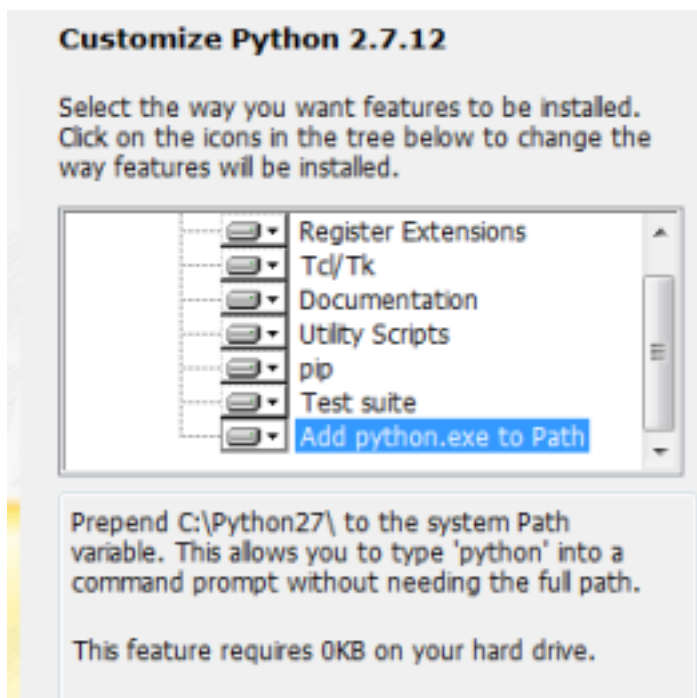 Customize Python 2.7.12
Select the way you want features to be installed.
Click on the icons in the tree below to change the
way features will be installed.
Register Extensions
Tcl/Tk
Documentation
Utility Scripts
pip
Test suite
Add python.exe to Path
Prepend C:\Python27\ to the system Path
variable. This allows you to type 'python' into a
command prompt without needing the full path.
This feature requires 0KB on your hard drive.